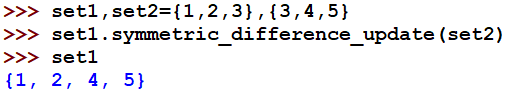 >>> set1,set2={1,2,3},{3,4,5}
>>> set1.symmetric_difference_update(set2)
>>> set1
{1, 2, 4, 5}